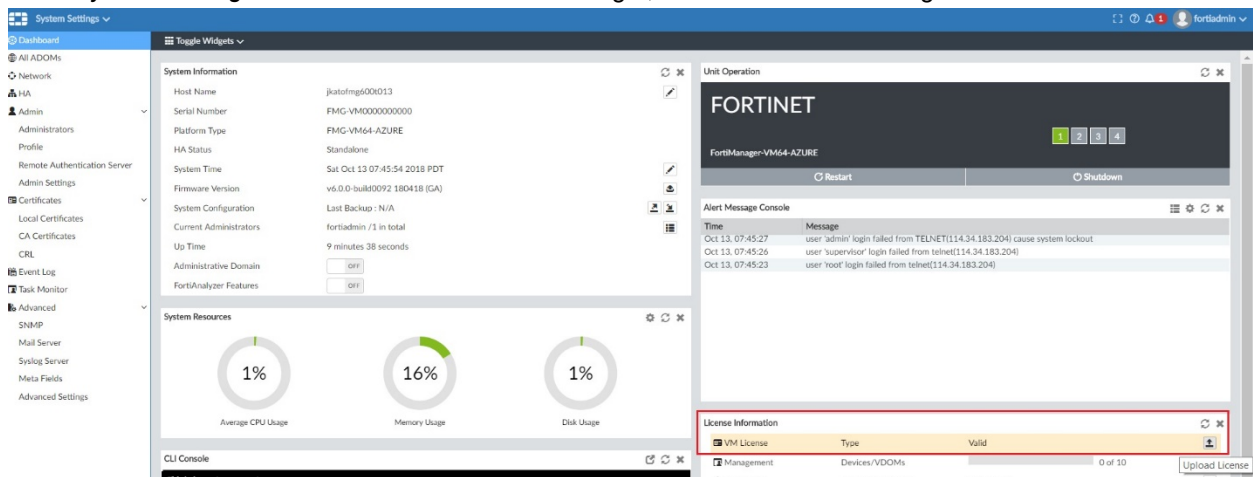 System Settings
fortiadmin
1
Dashboard
Toggle Widgets
All ADOMs
Network
HA
Admin
Administrators
Profile
Remote Authentication Server
Admin Settings
Certificates
Local Certificates
CA Certificates
CRL
Event Log
Task Monitor
Advanced
SNMP
Mail Server
Syslog Server
Meta Fields
Advanced Settings
System Information
Host Name jkatofmg600t013
Serial Number FMG-VM0000000000
Platform Type FMG-VM64-AZURE
HA Status Standalone
System Time Sat Oct 13 07:45:54 2018 PDT
Firmware Version v6.0.0-build0092 180418 (GA)
System Configuration Last Backup : N/A
Current Administrators fortiadmin /1 in total
Up Time 9 minutes 38 seconds
Administrative Domain OFF
FortiAnalyzer Features OFF
System Resources
1% 16% 1%
Average CPU Usage Memory Usage Disk Usage
CLI Console
Unit Operation
FORTINET
1 2 3 4
FortiManager-VM64-AZURE
Restart Shutdown
Alert Message Console
Time Message
Oct 13, 07:45:27 user 'admin' login failed from TELNET(114.34.183.204) cause system lockout
Oct 13, 07:45:26 user 'supervisor' login failed from telnet(114.34.183.204)
Oct 13, 07:45:23 user 'root' login failed from telnet(114.34.183.204)
License Information
VM License Type Valid
Management Devices/VDOMs 0 of 10
Upload License